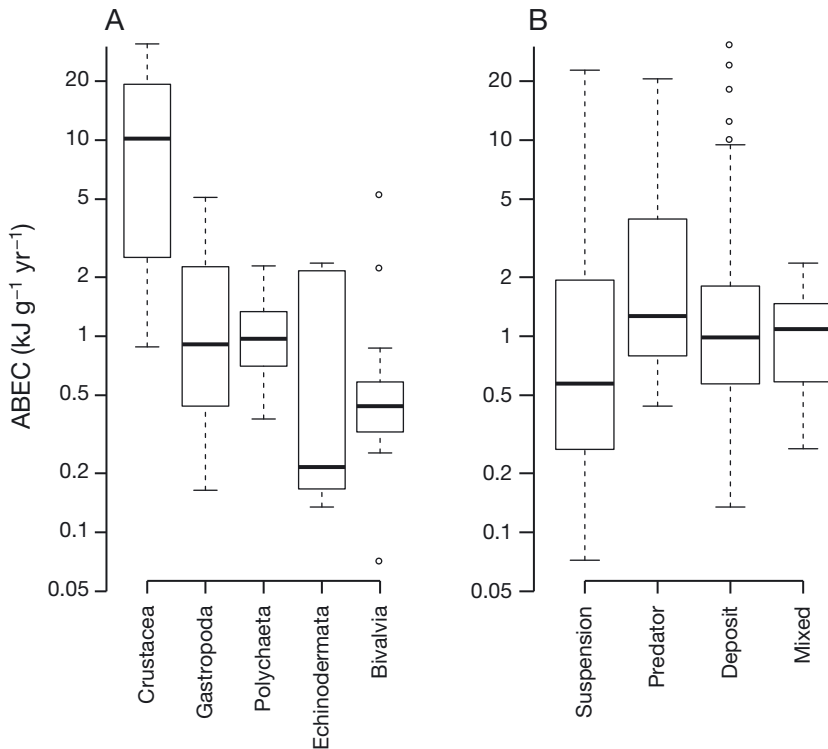 A
20
10
5
2
1
0.5
0.2
0.1
0.05
ABEC (kJ g⁻¹ yr⁻¹)
Crustacea
Gastropoda
Polychaeta
Echinodermata
Bivalvia
B
20
10
5
2
1
0.5
0.2
0.1
0.05
Suspension
Predator
Deposit
Mixed